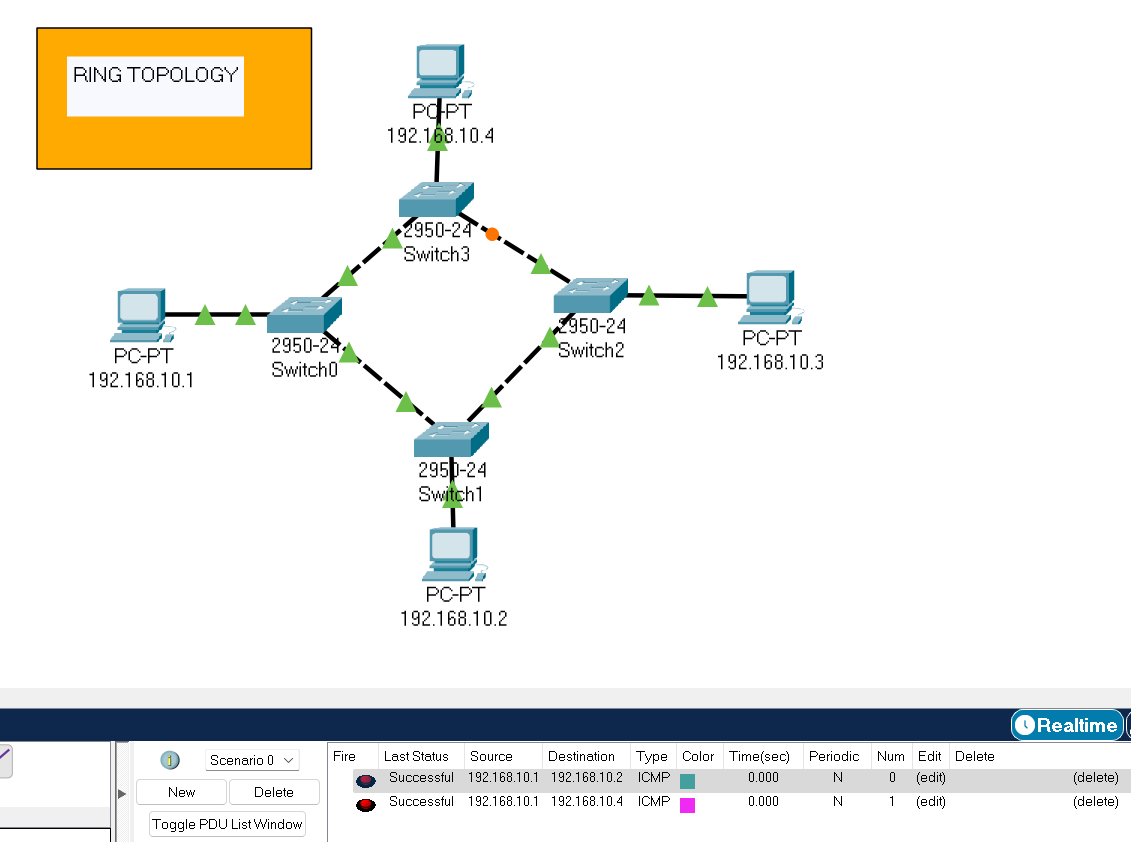 RING TOPOLOGY
PC-PT
192.168.10.4
2950-24
Switch3
PC-PT
192.168.10.1
2950-24
Switch0
2950-24
Switch2
PC-PT
192.168.10.3
2950-24
Switch1
PC-PT
192.168.10.2
Realtime
Scenario 0
New Delete
Toggle PDU List Window
Fire Last Status Source Destination Type Color Time(sec) Periodic Num Edit Delete
Successful 192.168.10.1 192.168.10.2 ICMP 0.000 N 0 (edit) (delete)
Successful 192.168.10.1 192.168.10.4 ICMP 0.000 N 1 (edit) (delete)